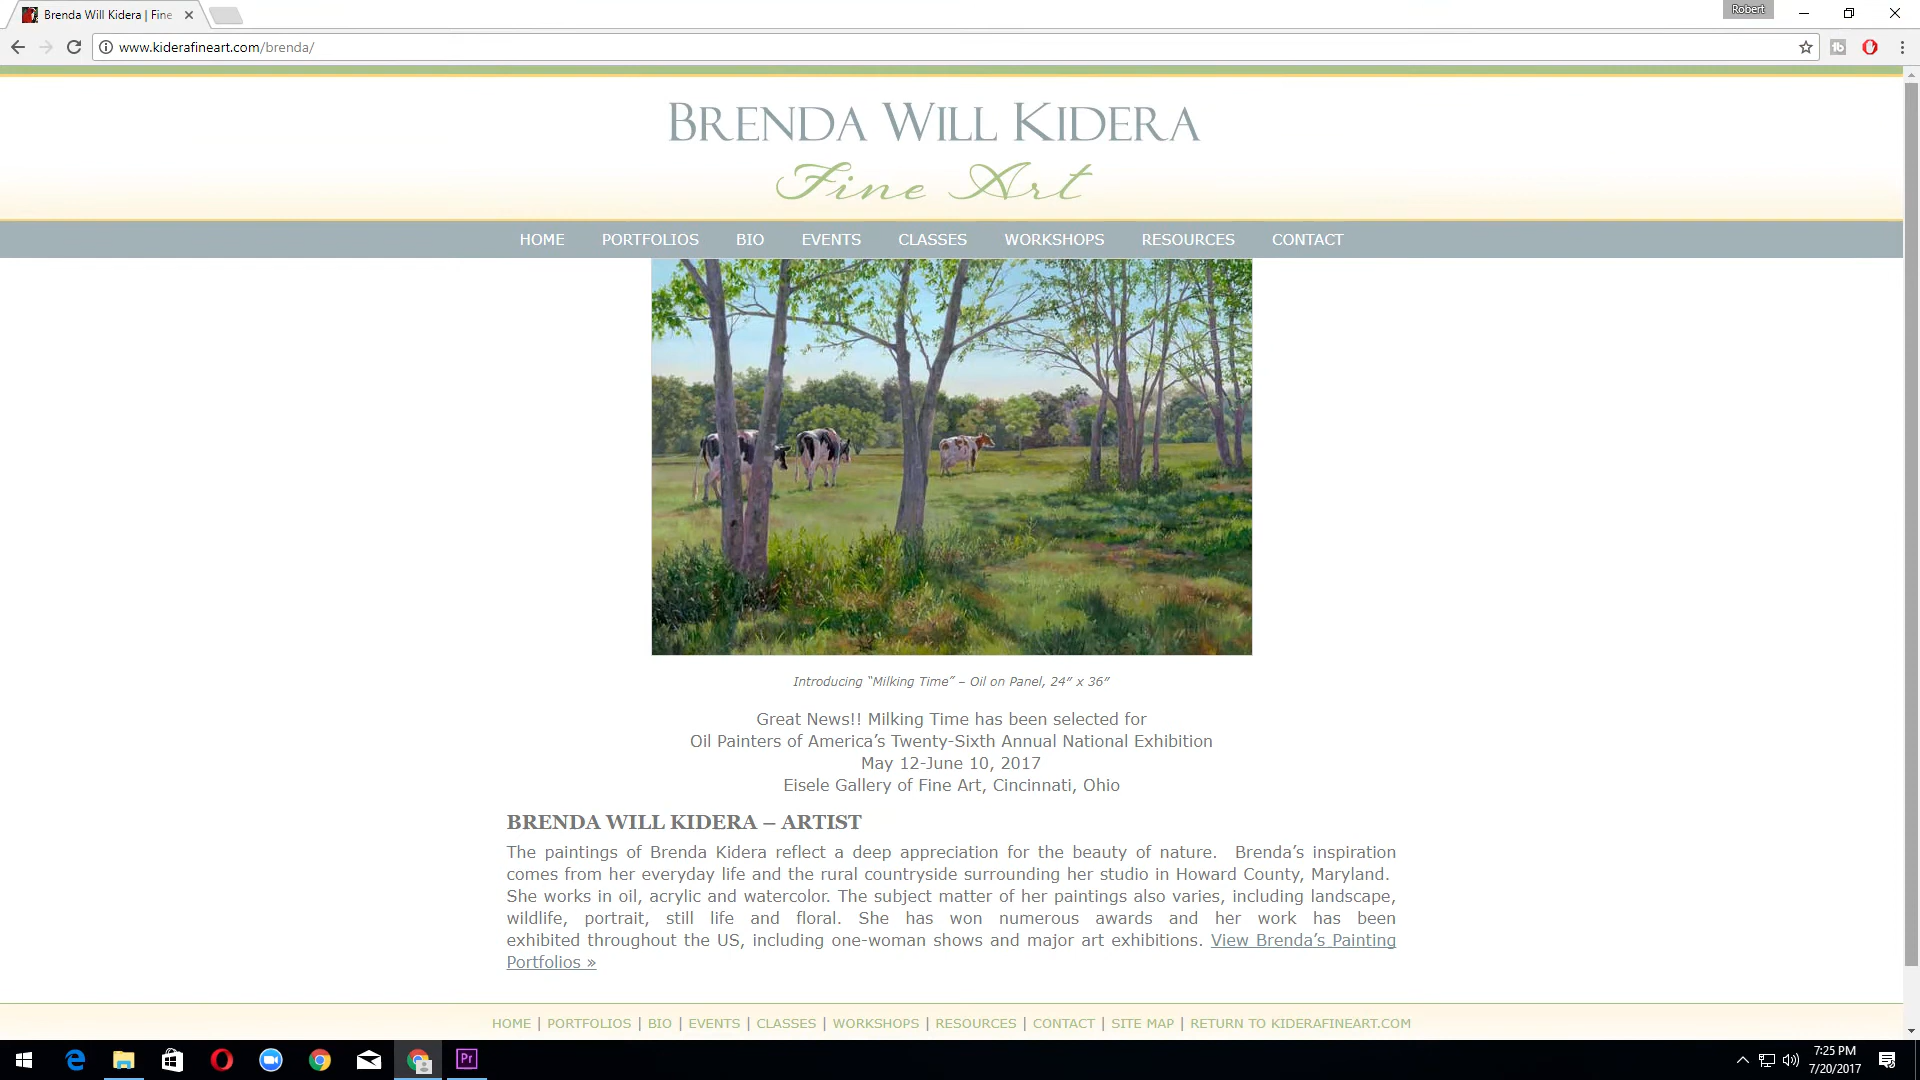 Brenda Will Kidera | Fine
Robert
www.kiderafineart.com/brenda/
BRENDA WILL KIDERA
Fine Art
HOME PORTFOLIOS BIO EVENTS CLASSES WORKSHOPS RESOURCES CONTACT
Introducing “Milking Time” – Oil on Panel, 24″ x 36″
Great News!! Milking Time has been selected for
Oil Painters of America’s Twenty-Sixth Annual National Exhibition
May 12-June 10, 2017
Eisele Gallery of Fine Art, Cincinnati, Ohio
BRENDA WILL KIDERA – ARTIST
The paintings of Brenda Kidera reflect a deep appreciation for the beauty of nature. Brenda’s inspiration
comes from her everyday life and the rural countryside surrounding her studio in Howard County, Maryland.
She works in oil, acrylic and watercolor. The subject matter of her paintings also varies, including landscape,
wildlife, portrait, still life and floral. She has won numerous awards and her work has been
exhibited throughout the US, including one-woman shows and major art exhibitions. View Brenda’s Painting
Portfolios »
HOME | PORTFOLIOS | BIO | EVENTS | CLASSES | WORKSHOPS | RESOURCES | CONTACT | SITE MAP | RETURN TO KIDERAFINEART.COM
Pr
7:25 PM
7/20/2017